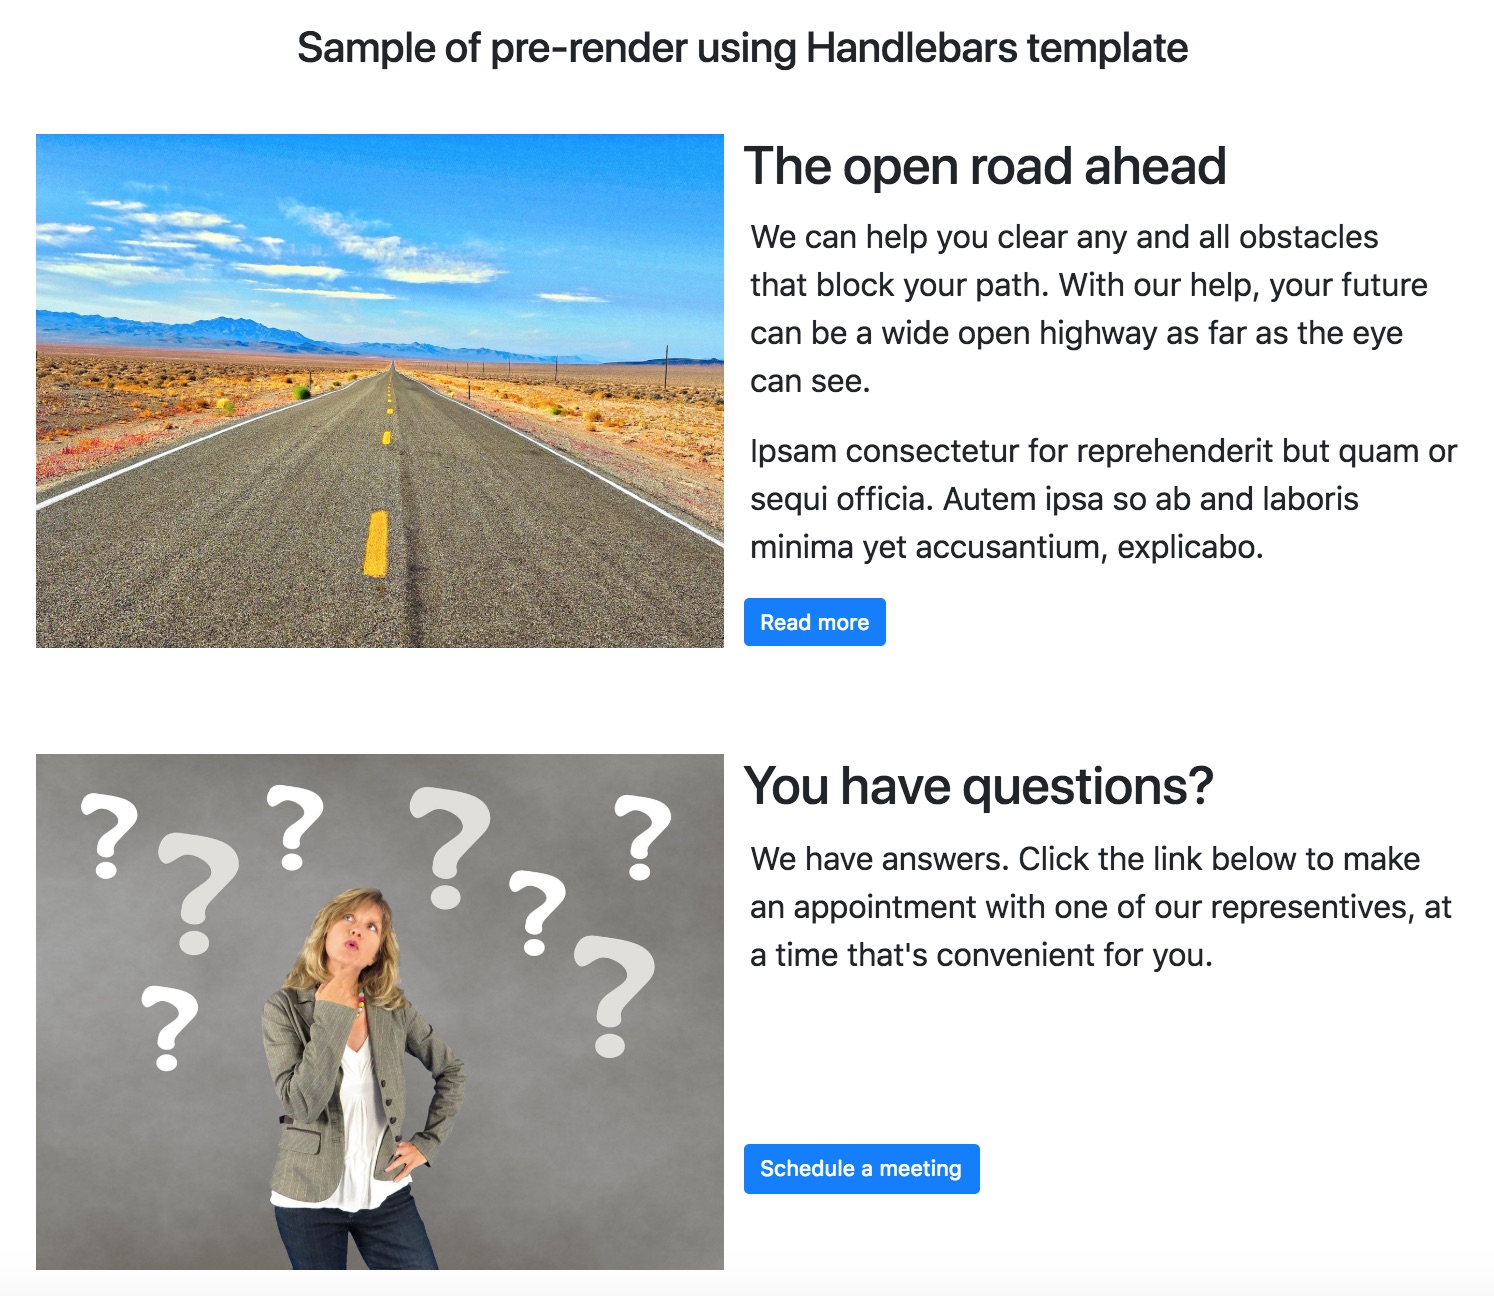 Sample of pre-render using Handlebars template
The open road ahead
We can help you clear any and all obstacles
that block your path. With our help, your future
can be a wide open highway as far as the eye
can see.
Ipsam consectetur for reprehenderit but quam or
sequi officia. Autem ipsa so ab and laboris
minima yet accusantium, explicabo.
Read more
? ? ? ? ? ? ? ?
You have questions?
We have answers. Click the link below to make
an appointment with one of our representives, at
a time that's convenient for you.
Schedule a meeting